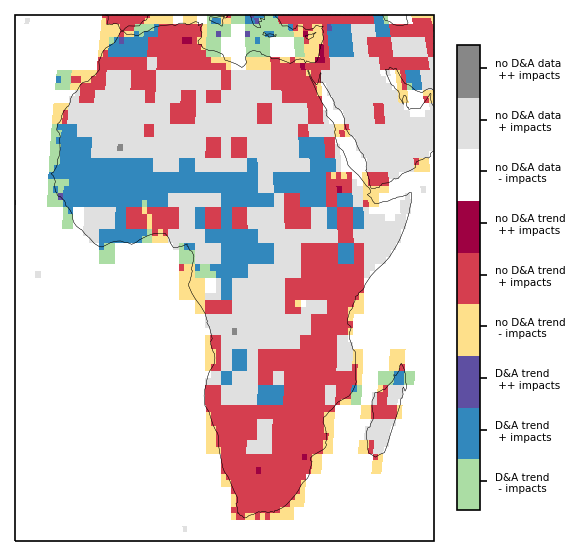 no D&A data
++ impacts
no D&A data
+ impacts
no D&A data
- impacts
no D&A trend
++ impacts
no D&A trend
+ impacts
no D&A trend
- impacts
D&A trend
++ impacts
D&A trend
+ impacts
D&A trend
- impacts